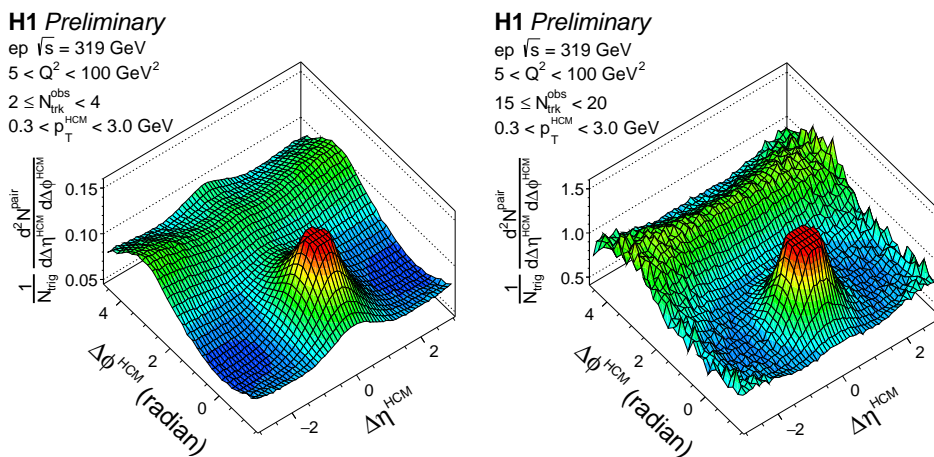 H1 Preliminary
ep √s = 319 GeV
5 < Q² < 100 GeV²
2 ≤ N_trk^obs < 4
0.3 < p_T^HCM < 3.0 GeV
1/N_trig d²N^pair/dΔη^HCM dΔϕ^HCM
0.15
0.10
0.05
4
2
0
Δϕ^HCM (radian)
−2
0
2
Δη^HCM
H1 Preliminary
ep √s = 319 GeV
5 < Q² < 100 GeV²
15 ≤ N_trk^obs < 20
0.3 < p_T^HCM < 3.0 GeV
1/N_trig d²N^pair/dΔη^HCM dΔϕ^HCM
1.5
1.0
0.5
4
2
0
Δϕ^HCM (radian)
−2
0
2
Δη^HCM